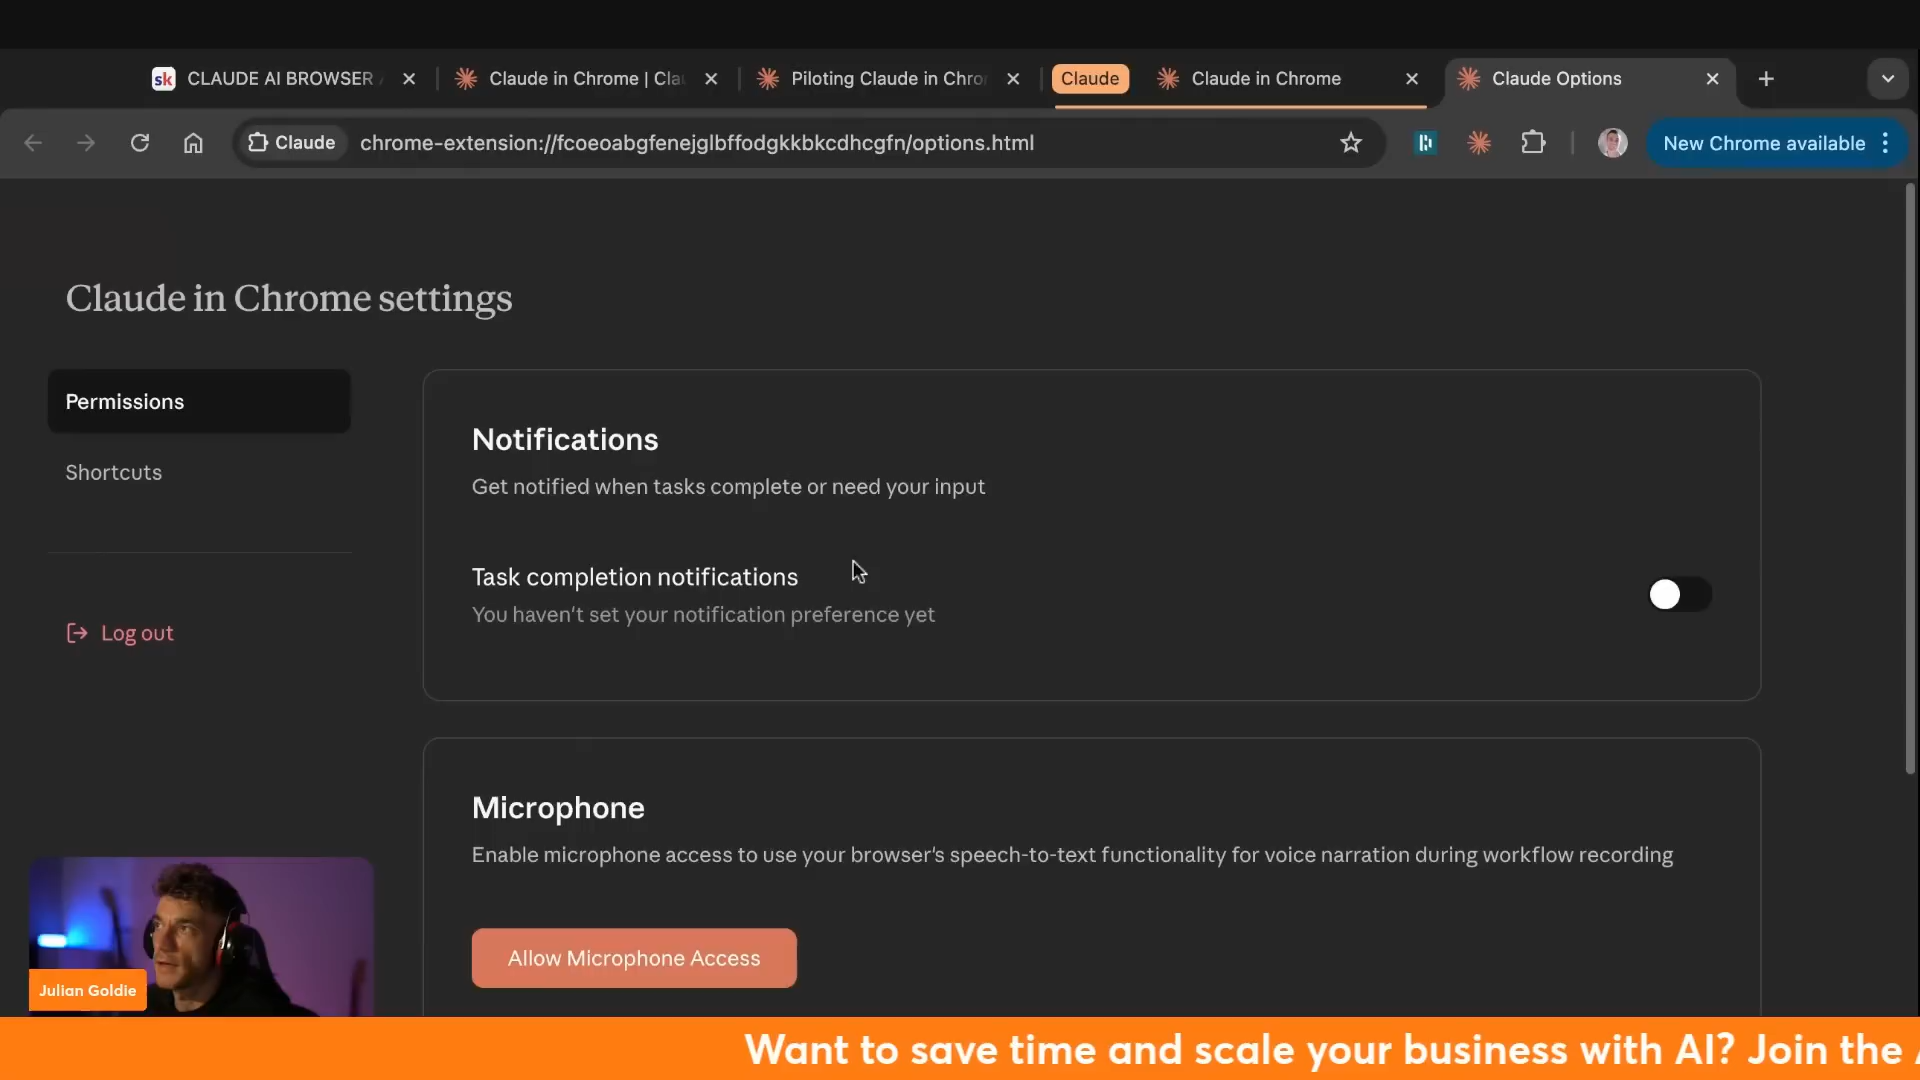 sk CLAUDE AI BROWSER
Claude in Chrome | Cla
Piloting Claude in Chro
Claude
Claude in Chrome
Claude Options
Claude
chrome-extension://fcoeoabgfenejglbffodgkkbkcdhcgfn/options.html
New Chrome available
Claude in Chrome settings
Permissions
Shortcuts
Log out
Notifications
Get notified when tasks complete or need your input
Task completion notifications
You haven't set your notification preference yet
Microphone
Enable microphone access to use your browser's speech-to-text functionality for voice narration during workflow recording
Allow Microphone Access
Julian Goldie
Want to save time and scale your business with AI? Join the